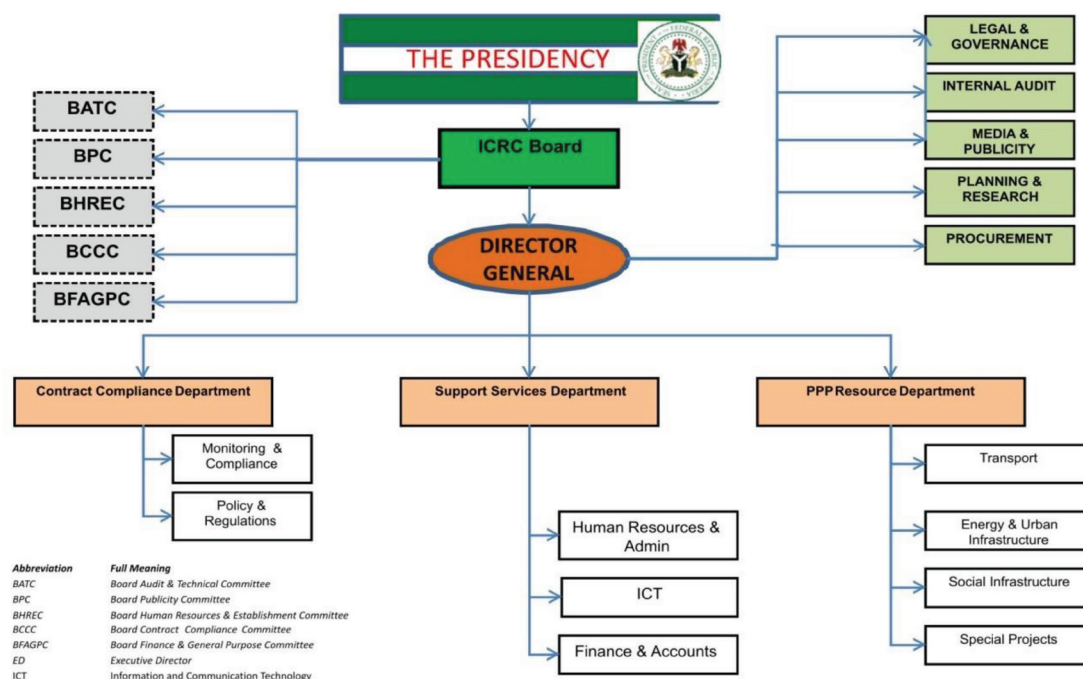 THE PRESIDENCY
ICRC Board
DIRECTOR
GENERAL
BATC
BPC
BHREC
BCCC
BFAGPC
LEGAL &
GOVERNANCE
INTERNAL AUDIT
MEDIA &
PUBLICITY
PLANNING &
RESEARCH
PROCUREMENT
Contract Compliance Department
Monitoring &
Compliance
Policy &
Regulations
Support Services Department
Human Resources &
Admin
ICT
Finance & Accounts
PPP Resource Department
Transport
Energy & Urban
Infrastructure
Social Infrastructure
Special Projects
Abbreviation Full Meaning
BATC Board Audit & Technical Committee
BPC Board Publicity Committee
BHREC Board Human Resources & Establishment Committee
BCCC Board Contract Compliance Committee
BFAGPC Board Finance & General Purpose Committee
ED Executive Director
ICT Information and Communication Technology